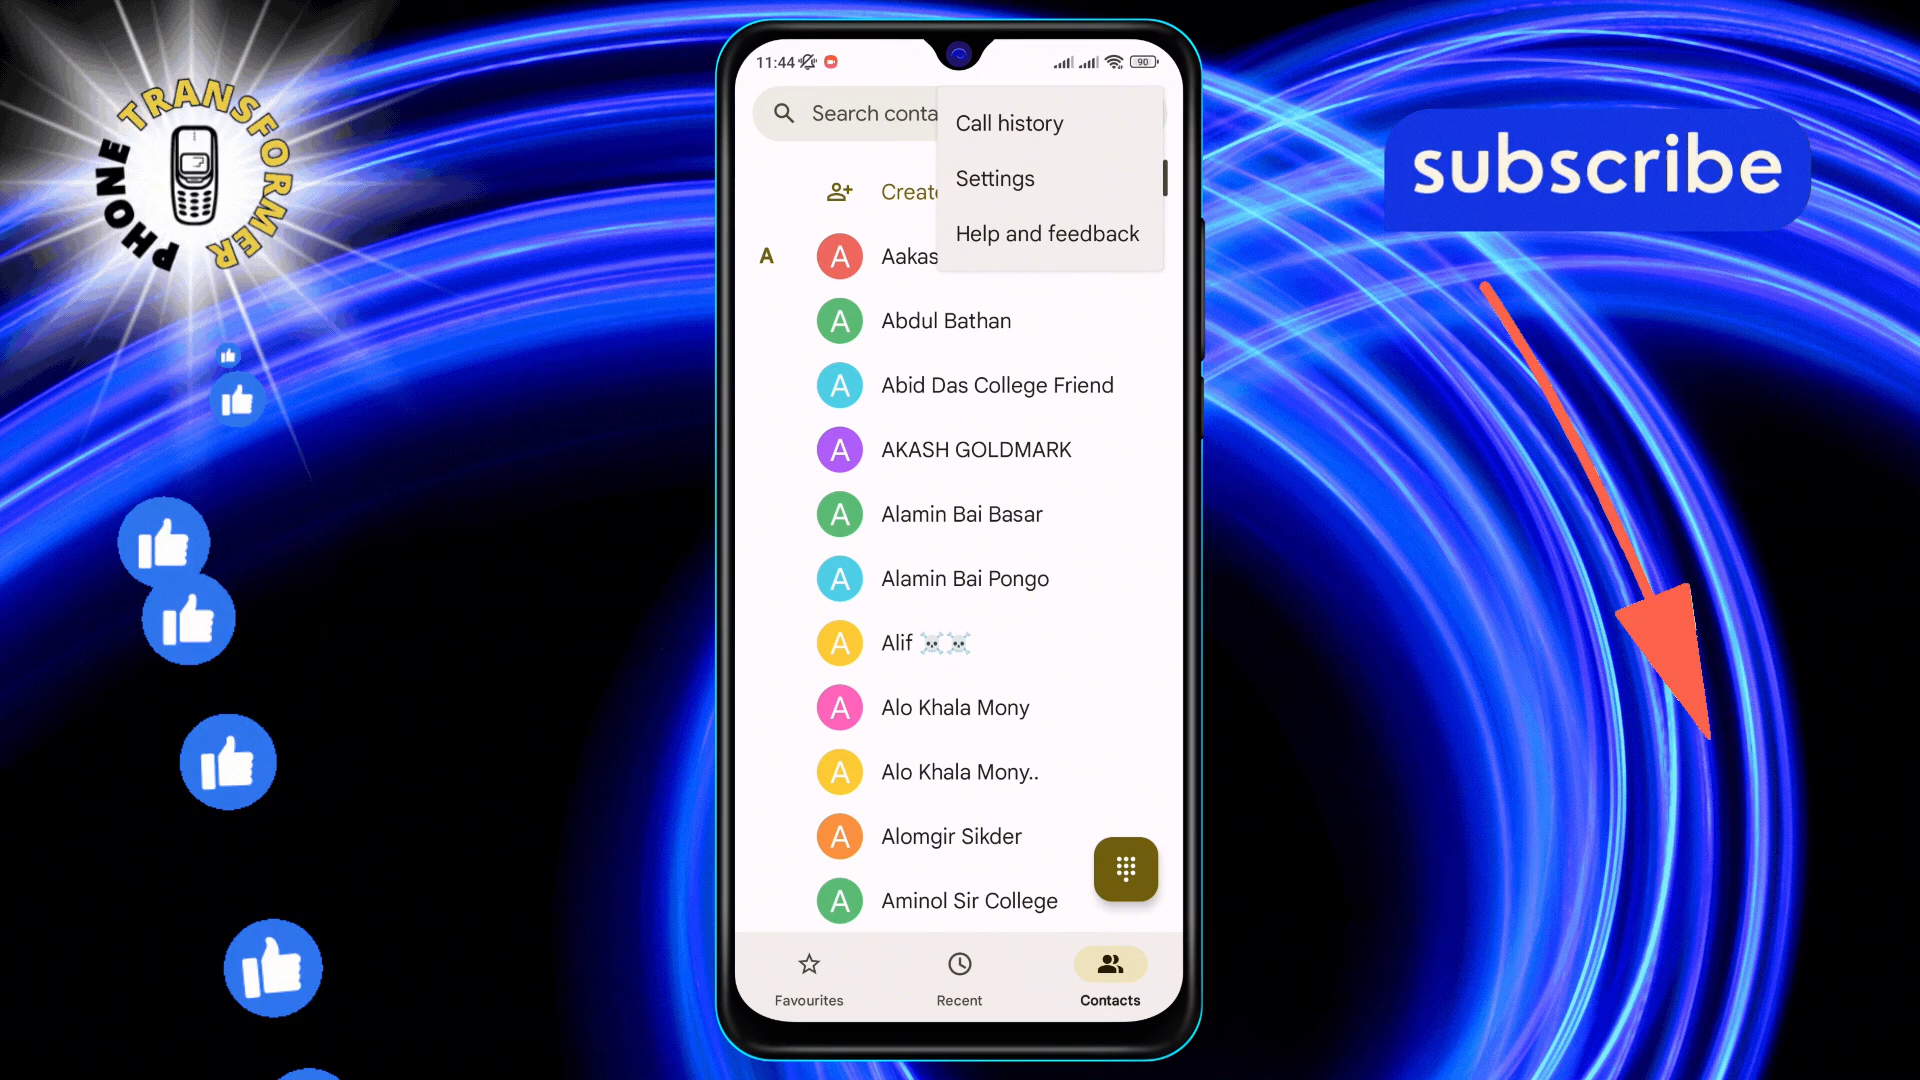 PHONE TRANSFORMER
11:44
90
Search conta
Call history
Settings
Help and feedback
Create
A
A Aakas
A Abdul Bathan
A Abid Das College Friend
A AKASH GOLDMARK
A Alamin Bai Basar
A Alamin Bai Pongo
A Alif ☠️☠️
A Alo Khala Mony
A Alo Khala Mony..
A Alomgir Sikder
A Aminol Sir College
Favourites
Recent
Contacts
subscribe